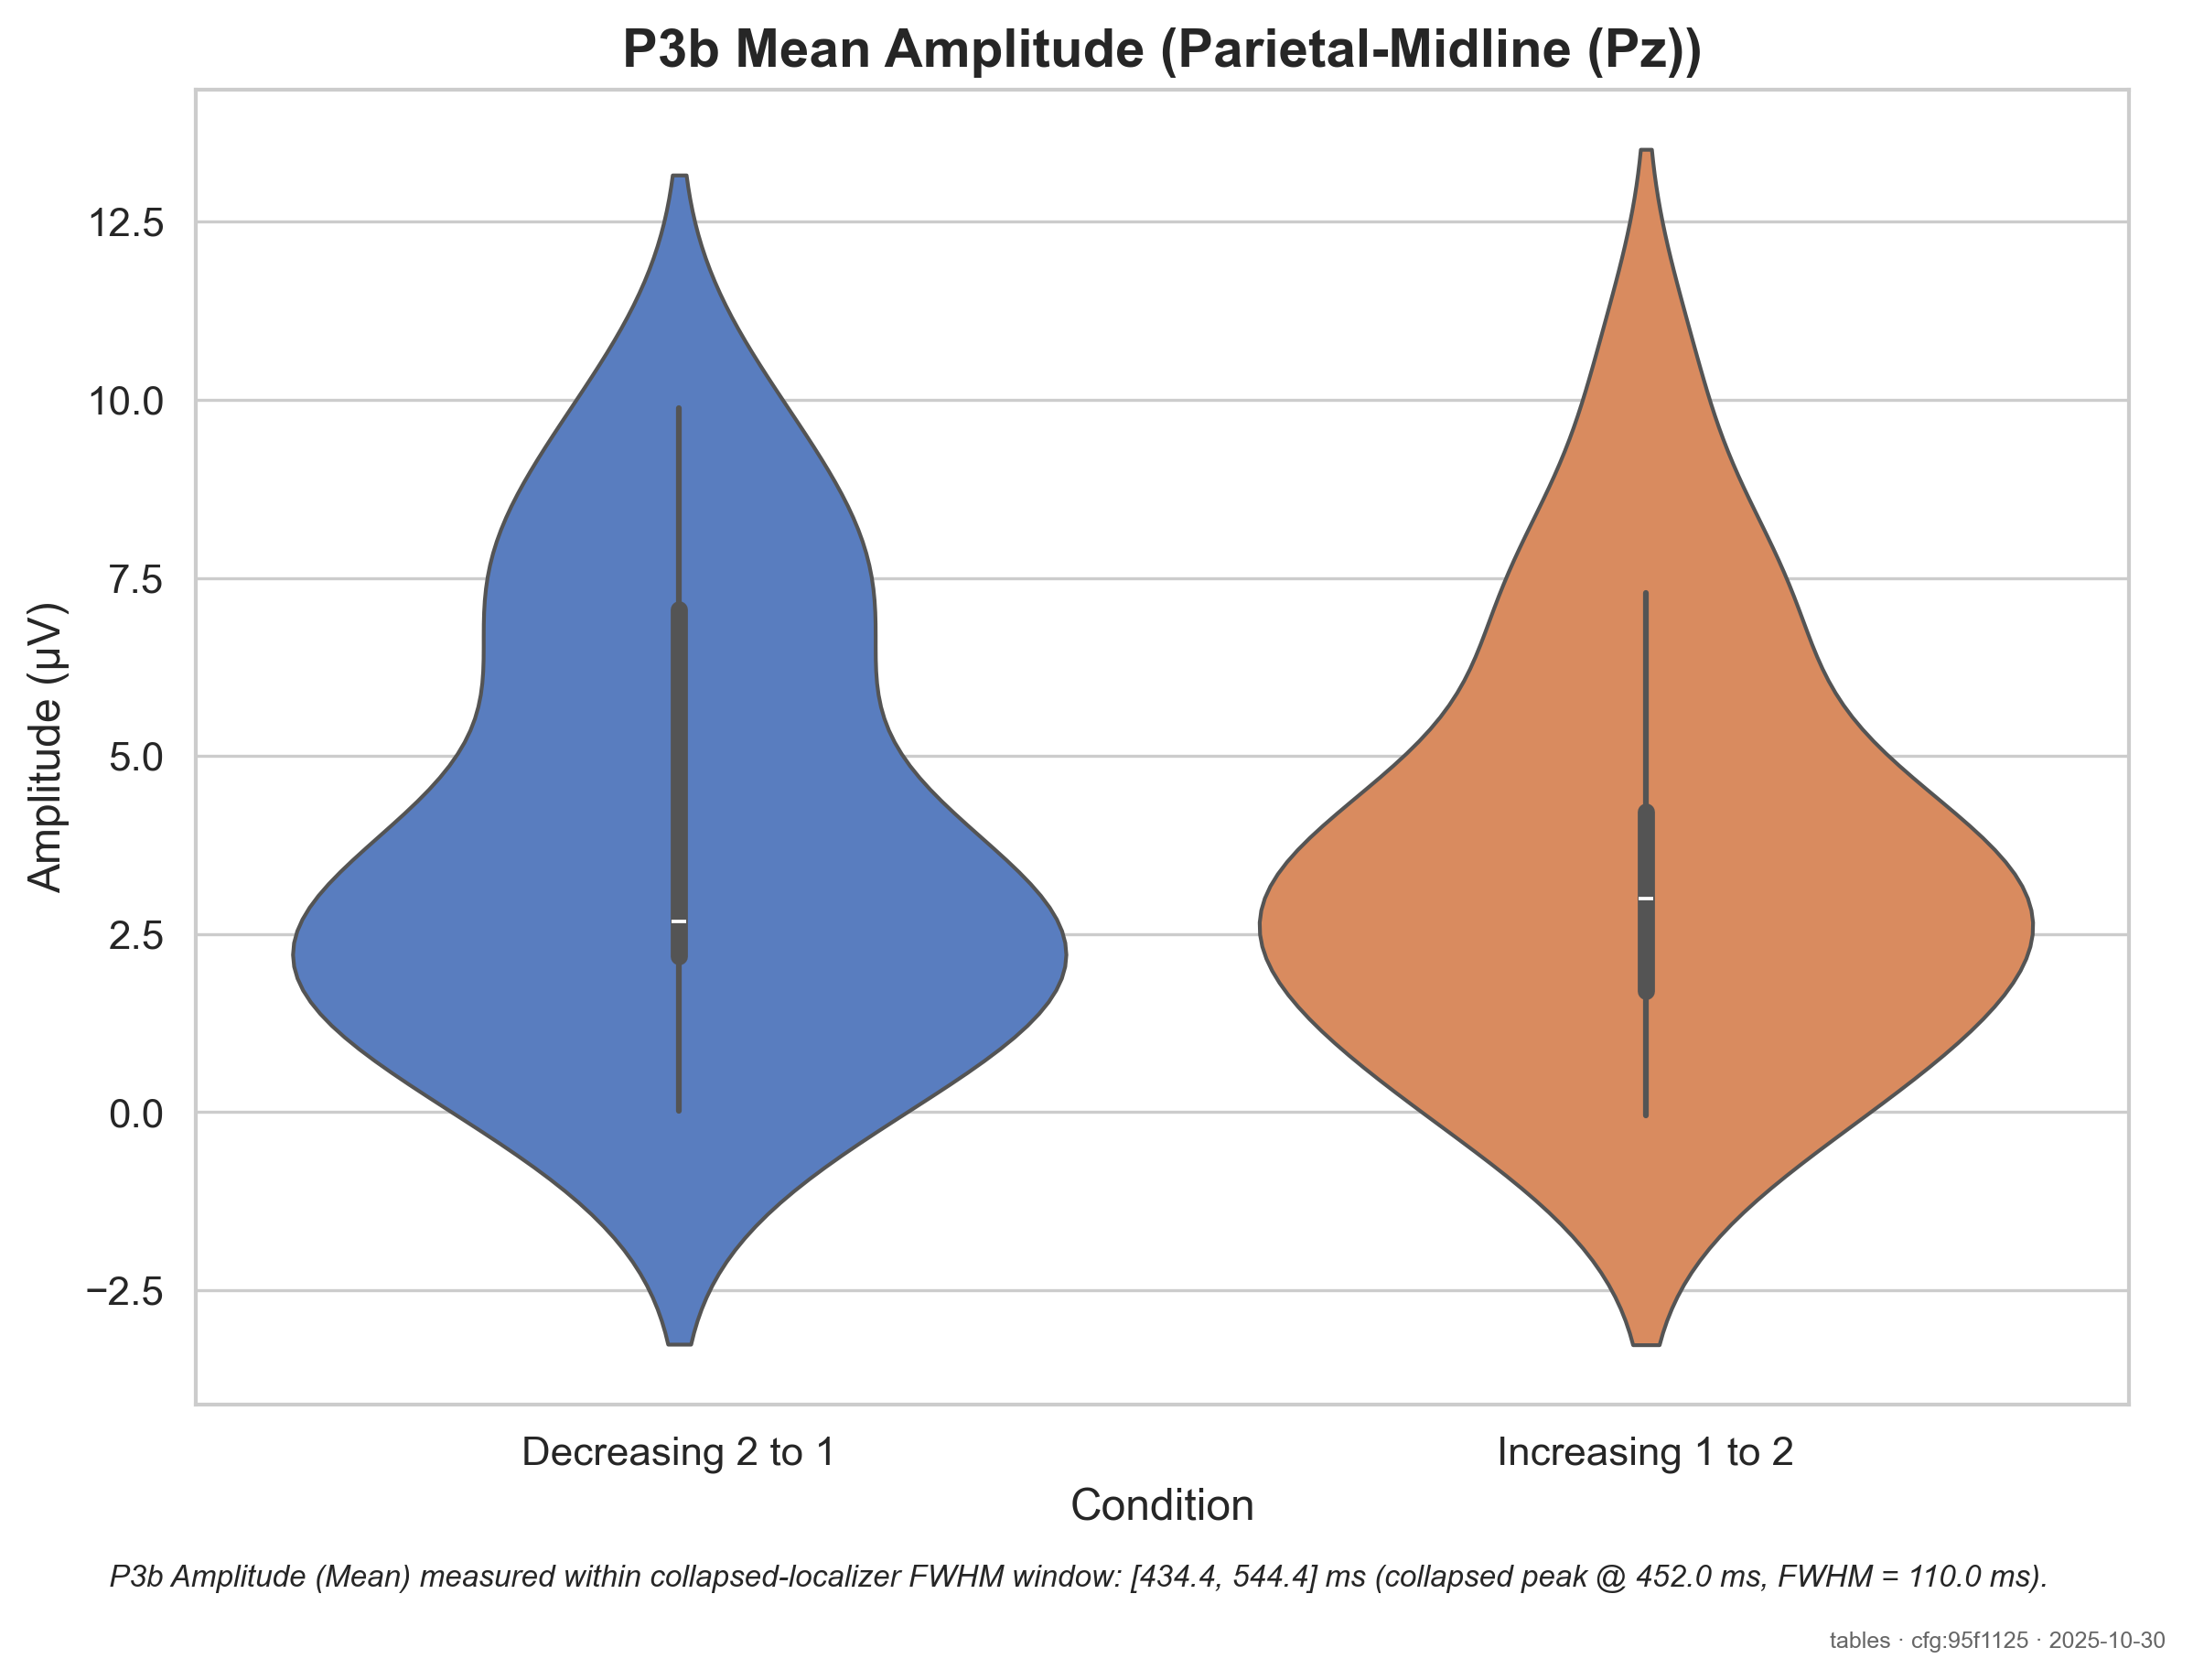 P3b Mean Amplitude (Parietal-Midline (Pz))
Amplitude (µV)
12.5
10.0
7.5
5.0
2.5
0.0
−2.5
Decreasing 2 to 1
Increasing 1 to 2
Condition
P3b Amplitude (Mean) measured within collapsed-localizer FWHM window: [434.4, 544.4] ms (collapsed peak @ 452.0 ms, FWHM = 110.0 ms).
tables · cfg:95f1125 · 2025-10-30